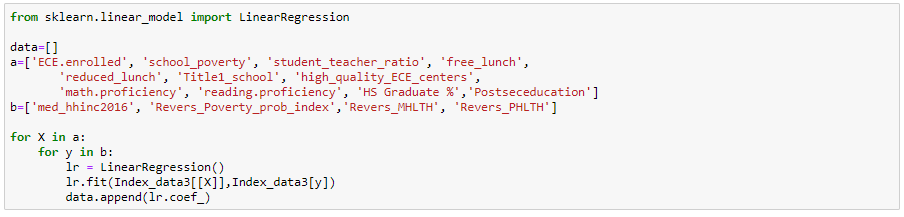 from sklearn.linear_model import LinearRegression
data=[]
a=['ECE.enrolled', 'school_poverty', 'student_teacher_ratio', 'free_lunch',
'reduced_lunch', 'Title1_school', 'high_quality_ECE_centers',
'math.proficiency', 'reading.proficiency', 'HS Graduate %','Postseceducation']
b=['med_hhinc2016', 'Revers_Poverty_prob_index','Revers_MHLTH', 'Revers_PHLTH']
for X in a:
for y in b:
lr = LinearRegression()
lr.fit(Index_data3[[X]],Index_data3[y])
data.append(lr.coef_)